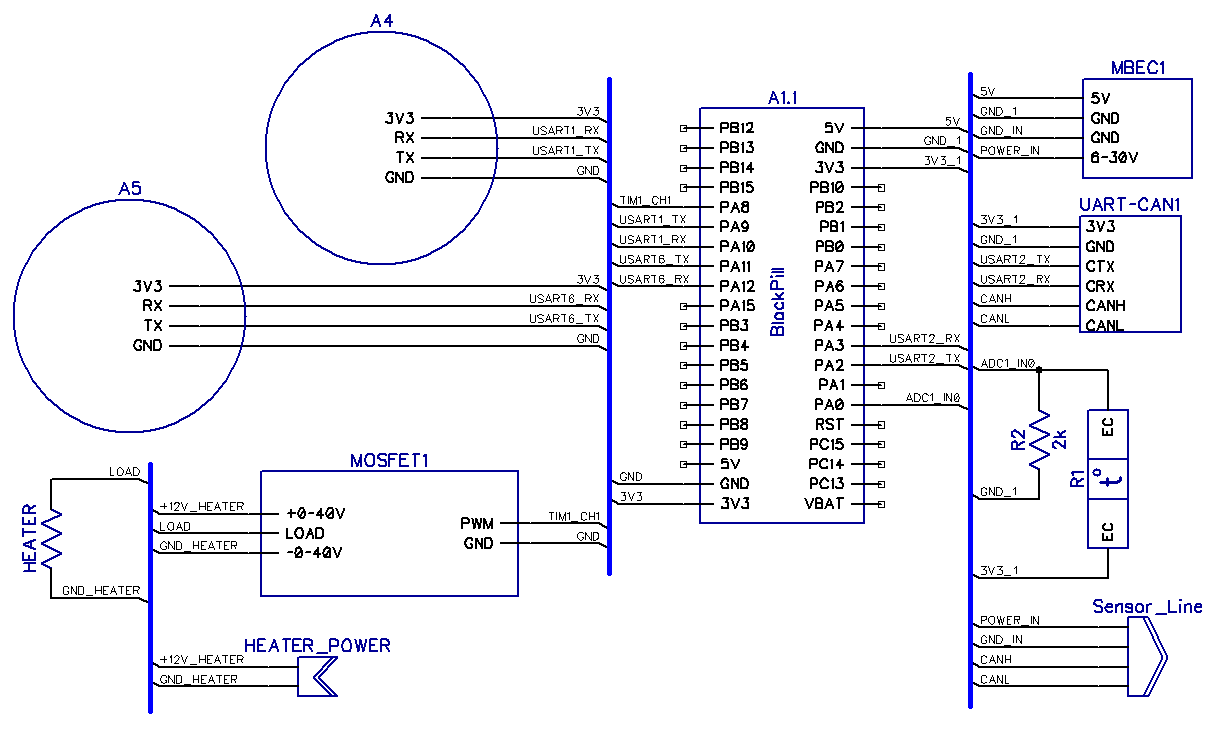 A4
3V3 3V3
RX USART1_RX
TX USART1_TX
GND GND
A5
3V3 3V3
RX USART6_RX
TX USART6_TX
GND GND
MOSFET1
+12V_HEATER +0-40V
LOAD LOAD
GND_HEATER -0-40V
PWM TIM1_CH1
GND GND
LOAD
HEATER
GND_HEATER
HEATER_POWER
+12V_HEATER
GND_HEATER
A1.1
BlackPill
PB12
PB13
PB14
PB15
TIM1_CH1 PA8
USART1_TX PA9
USART1_RX PA10
USART6_TX PA11
USART6_RX PA12
PA15
PB3
PB4
PB5
PB6
PB7
PB8
PB9
5V
GND GND
3V3 3V3
5V 5V
GND GND_1
3V3 3V3_1
PB10
PB2
PB1
PB0
PA7
PA6
PA5
PA4
PA3 USART2_RX
PA2 USART2_TX
PA1
PA0 ADC1_IN0
RST
PC15
PC14
PC13
VBAT
MBEC1
5V 5V
GND_1 GND
GND_IN GND
POWER_IN 6-30V
UART-CAN1
3V3_1 3V3
GND_1 GND
USART2_TX CTX
USART2_RX CRX
CANH CANH
CANL CANL
ADC1_IN0
R2
2k
GND_1
R1
EC
t°
EC
3V3_1
Sensor_Line
POWER_IN
GND_IN
CANH
CANL